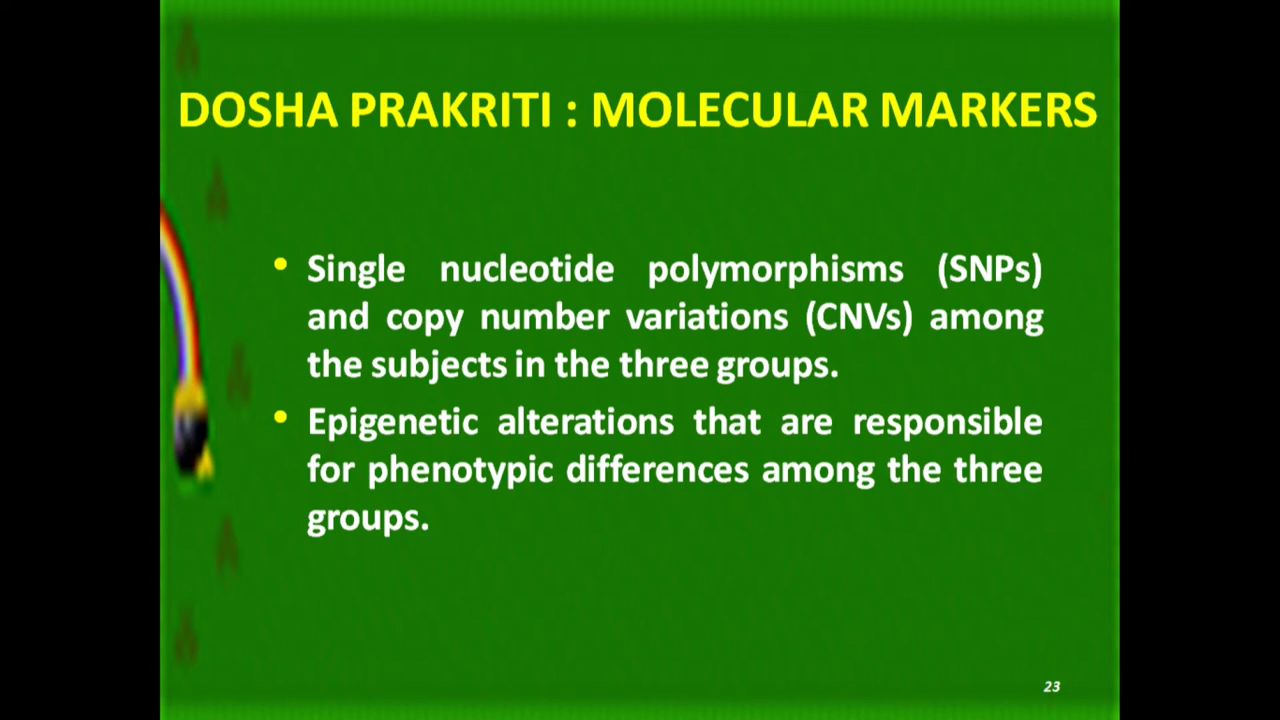 DOSHA PRAKRITI : MOLECULAR MARKERS
• Single nucleotide polymorphisms (SNPs)
and copy number variations (CNVs) among
the subjects in the three groups.
• Epigenetic alterations that are responsible
for phenotypic differences among the three
groups.
23